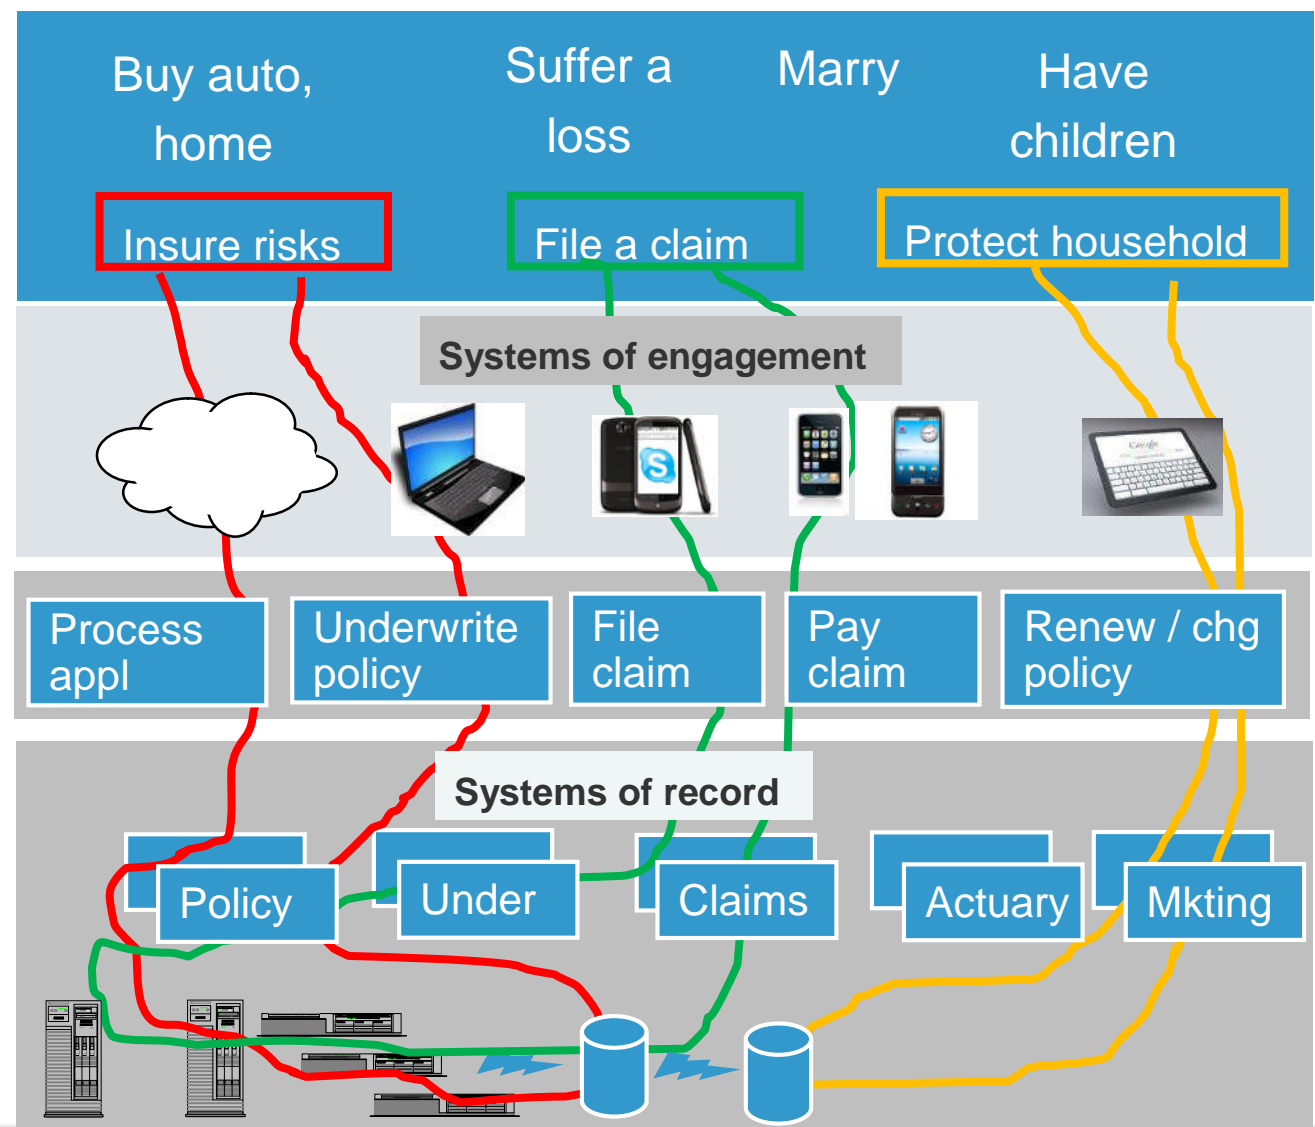 Buy auto,
home
Suffer a
loss
Marry
Have
children
Insure risks
File a claim
Protect household
Systems of engagement
Google
Process
appl
Underwrite
policy
File
claim
Pay
claim
Renew / chg
policy
Systems of record
Policy
Under
Claims
Actuary
Mkting